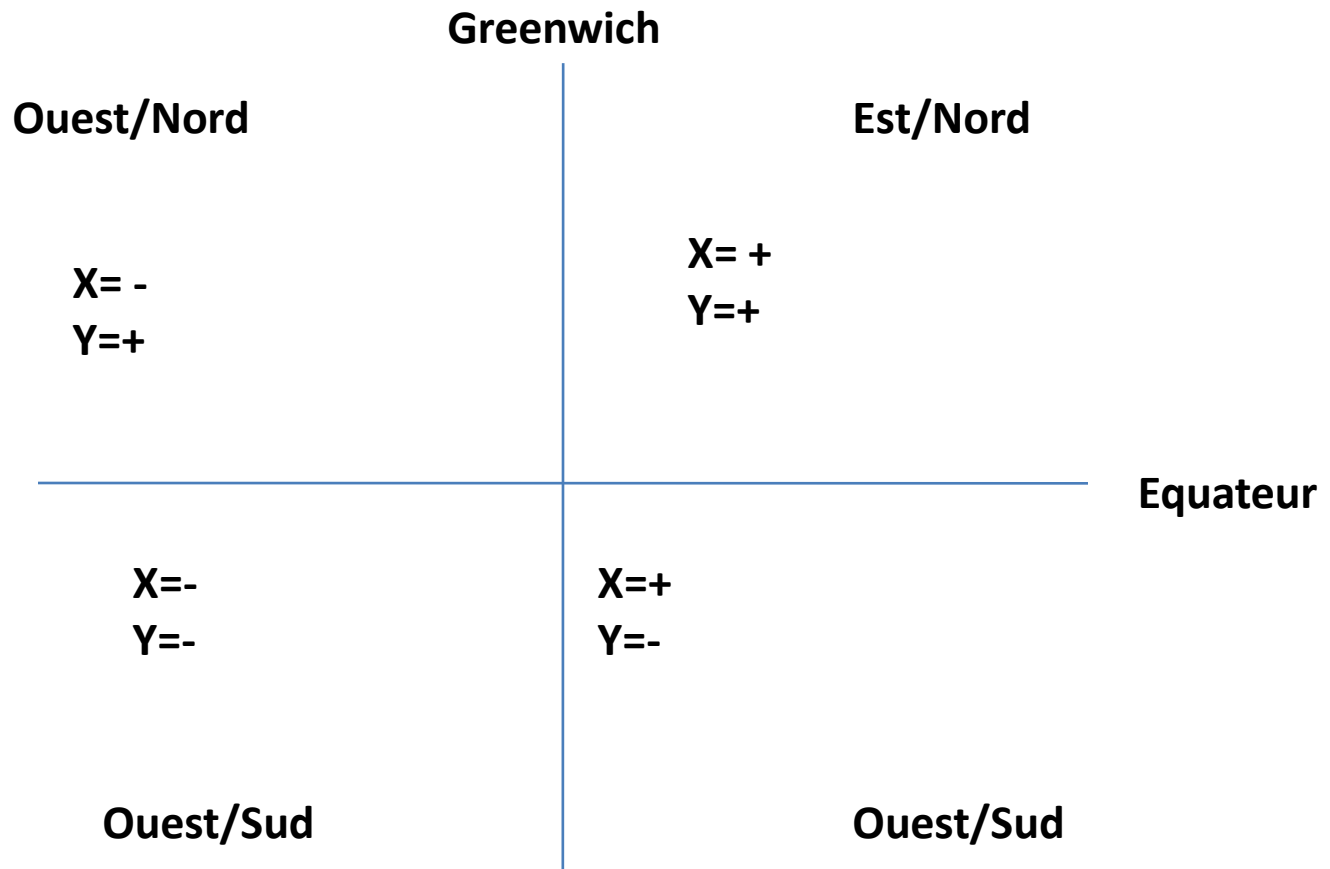 Greenwich
Ouest/Nord
Est/Nord
X= -
Y=+
X= +
Y=+
Equateur
X=-
Y=-
X=+
Y=-
Ouest/Sud
Ouest/Sud